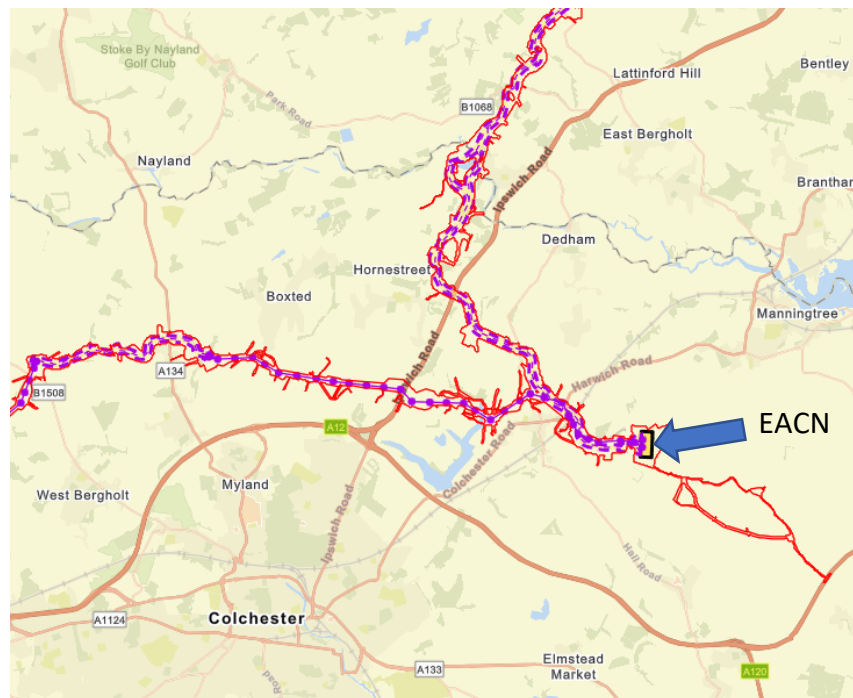 Stoke By Nayland
Golf Club
Lattinford Hill
Bentley
Park Road
B1068
East Bergholt
Nayland
Ipswich Road
Brantham
Dedham
Hornestreet
Boxted
Manningtree
Ipswich Road
Harwich Road
A134
B1508
EACN
A12
Colchester Road
West Bergholt
Myland
Ipswich Road
Hall Road
Colchester
A1124
Elmstead
Market
A133
A120
Road